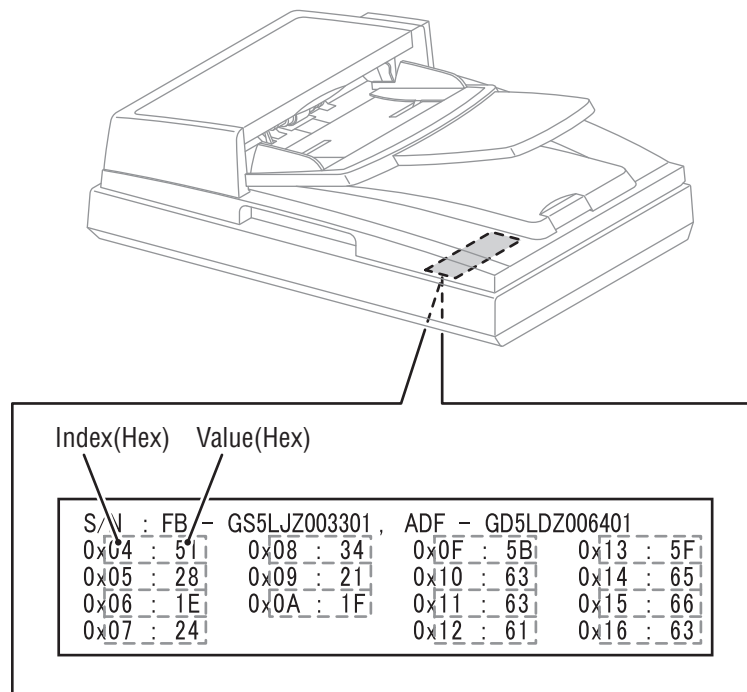 Index(Hex) Value(Hex)
S/N : FB - GS5LJZ003301, ADF - GD5LDZ006401
0x04 : 51 0x08 : 34 0x0F : 5B 0x13 : 5F
0x05 : 28 0x09 : 21 0x10 : 63 0x14 : 65
0x06 : 1E 0x0A : 1F 0x11 : 63 0x15 : 66
0x07 : 24 0x12 : 61 0x16 : 63